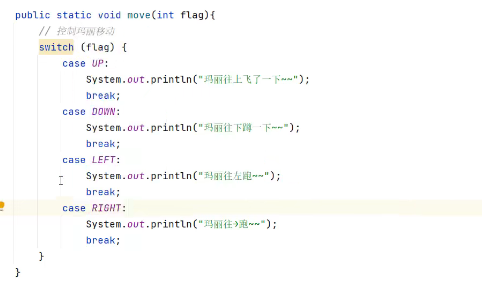 public static void move(int flag){
// 控制玛丽移动
switch (flag) {
case UP:
System.out.println("玛丽往上飞了一下~~");
break;
case DOWN:
System.out.println("玛丽往下蹲一下~~");
break;
case LEFT:
System.out.println("玛丽往左跑~~");
break;
case RIGHT:
System.out.println("玛丽往→跑~~");
break;
}
}